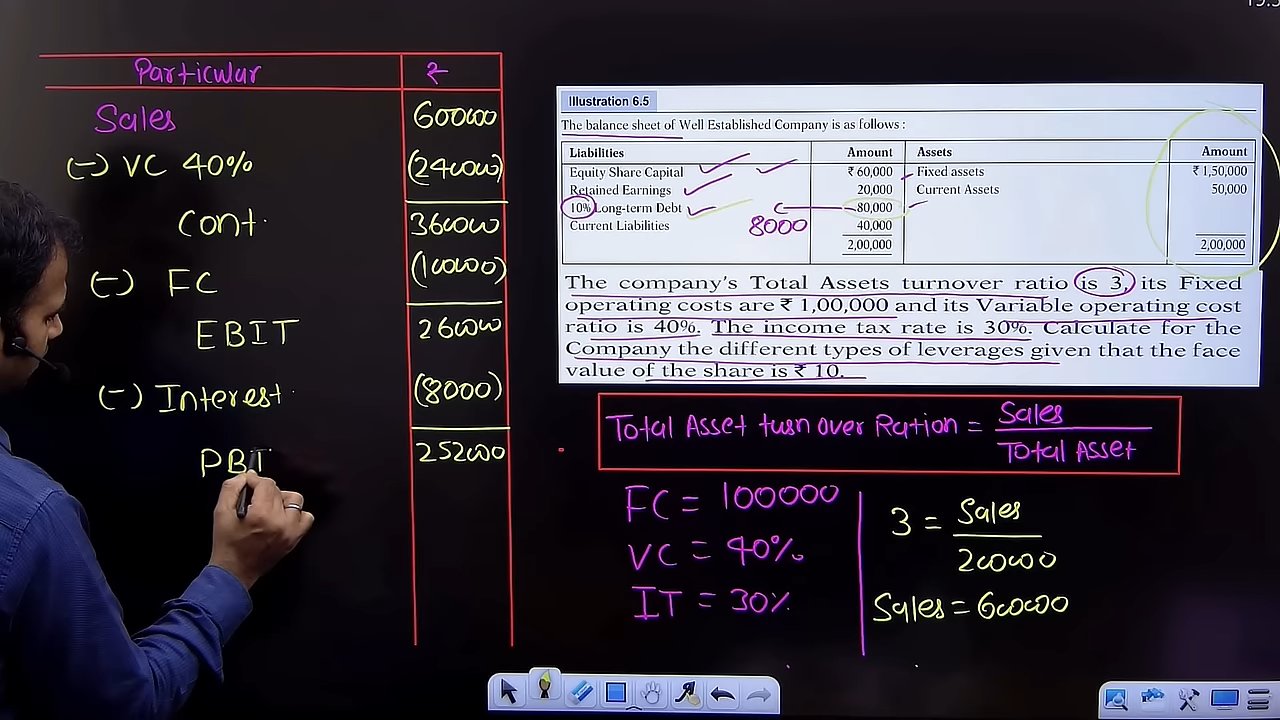 Particular ₹
Sales 600000
(-) VC 40% (240000)
Cont. 360000
(-) FC (100000)
EBIT 260000
(-) Interest. (8000)
PBT 252000
Illustration 6.5
The balance sheet of Well Established Company is as follows :
Liabilities Amount Assets Amount
Equity Share Capital ₹ 60,000 Fixed assets ₹ 1,50,000
Retained Earnings 20,000 Current Assets 50,000
10% Long-term Debt 80,000
8000
Current Liabilities 40,000
2,00,000 2,00,000
The company's Total Assets turnover ratio is 3, its Fixed
operating costs are ₹ 1,00,000 and its Variable operating cost
ratio is 40%. The income tax rate is 30%. Calculate for the
Company the different types of leverages given that the face
value of the share is ₹ 10.
Total Asset turn over Ration = Sales
Total Asset
FC = 100000
VC = 40%
IT = 30%
3 = Sales
200000
Sales = 600000